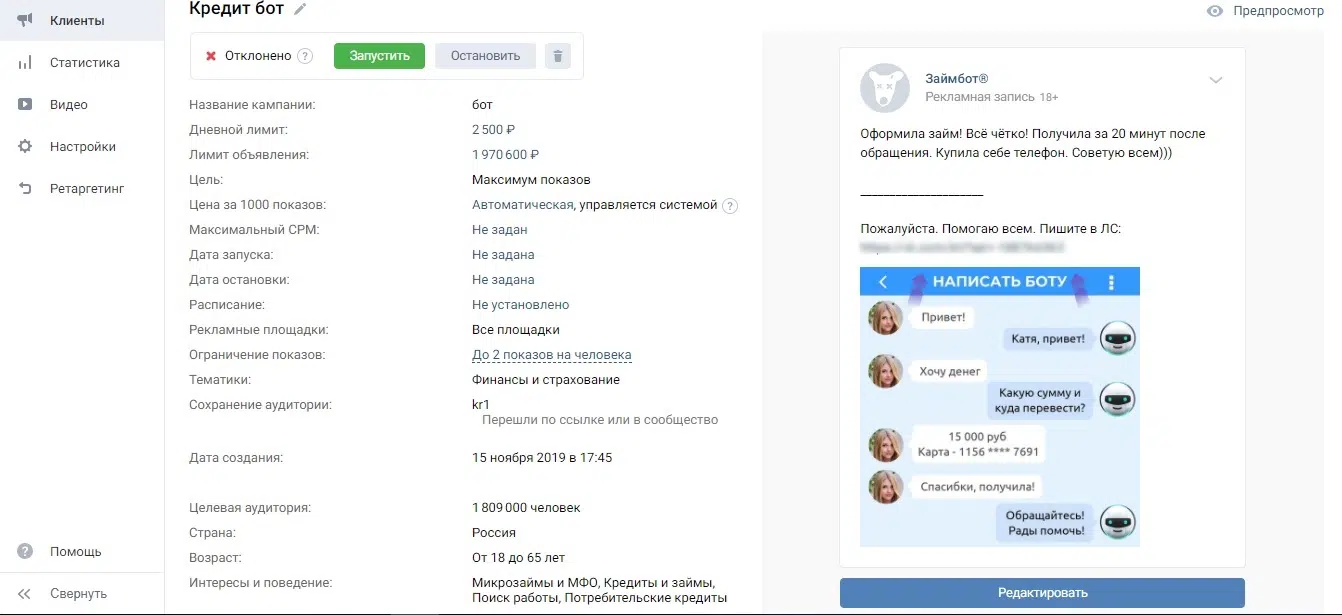 Клиенты
Статистика
Видео
Настройки
Ретаргетинг
Помощь
Свернуть
Кредит бот
Отклонено ?
Запустить
Остановить
Название кампании: бот
Дневной лимит: 2 500 ₽
Лимит объявления: 1 970 600 ₽
Цель: Максимум показов
Цена за 1000 показов: Автоматическая, управляется системой ?
Максимальный CPM: Не задан
Дата запуска: Не задана
Дата остановки: Не задана
Расписание: Не установлено
Рекламные площадки: Все площадки
Ограничение показов: До 2 показов на человека
Тематики: Финансы и страхование
Сохранение аудитории: kr1
Перешли по ссылке или в сообщество
Дата создания: 15 ноября 2019 в 17:45
Целевая аудитория: 1 809 000 человек
Страна: Россия
Возраст: От 18 до 65 лет
Интересы и поведение: Микрозаймы и МФО, Кредиты и займы,
Поиск работы, Потребительские кредиты
Предпросмотр
Займбот®
Рекламная запись 18+
Оформила займ! Всё чётко! Получила за 20 минут после
обращения. Купила себе телефон. Советую всем)))
_____________________
Пожалуйста. Помогаю всем. Пишите в ЛС:
НАПИСАТЬ БОТУ
Привет!
Катя, привет!
Хочу денег
Какую сумму и
куда перевести?
15 000 руб
Карта - 1156 **** 7691
Спасибки, получила!
Обращайтесь!
Рады помочь!
Редактировать